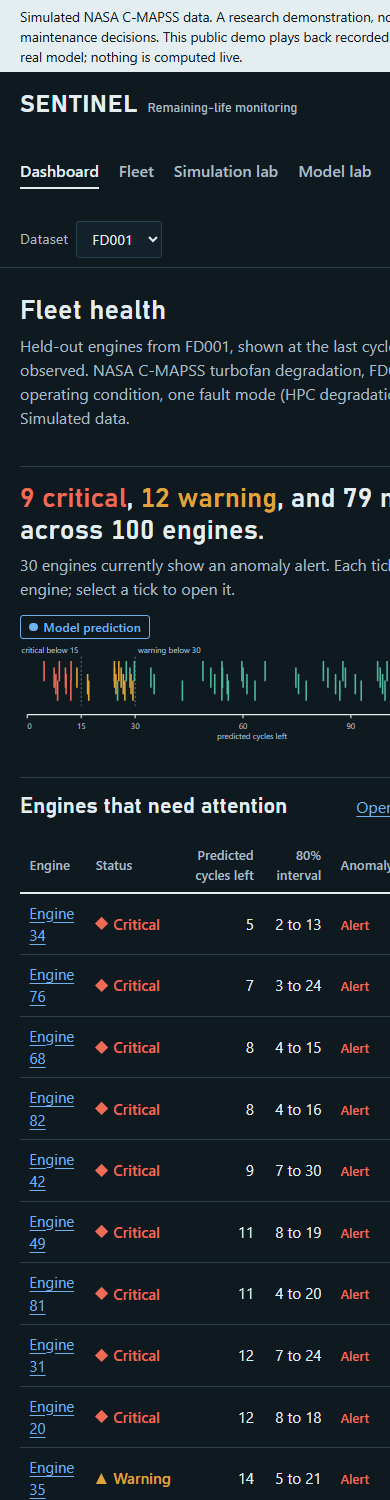 Simulated NASA C-MAPSS data. A research demonstration, no
maintenance decisions. This public demo plays back recorded
real model; nothing is computed live.
SENTINEL Remaining-life monitoring
Dashboard Fleet Simulation lab Model lab
Dataset FD001
Fleet health
Held-out engines from FD001, shown at the last cycl
observed. NASA C-MAPSS turbofan degradation, FD0
operating condition, one fault mode (HPC degradatio
Simulated data.
9 critical, 12 warning, and 79 n
across 100 engines.
30 engines currently show an anomaly alert. Each tic
engine; select a tick to open it.
Model prediction
critical below 15 warning below 30
0 15 30 60 90
predicted cycles left
Engines that need attention Open
Engine Status Predicted cycles left 80% interval Anomaly
Engine 34 Critical 5 2 to 13 Alert
Engine 76 Critical 7 3 to 24 Alert
Engine 68 Critical 8 4 to 15 Alert
Engine 82 Critical 8 4 to 16 Alert
Engine 42 Critical 9 7 to 30 Alert
Engine 49 Critical 11 8 to 19 Alert
Engine 81 Critical 11 4 to 20 Alert
Engine 31 Critical 12 7 to 24 Alert
Engine 20 Critical 12 8 to 18 Alert
Engine 35 Warning 14 5 to 21 Alert